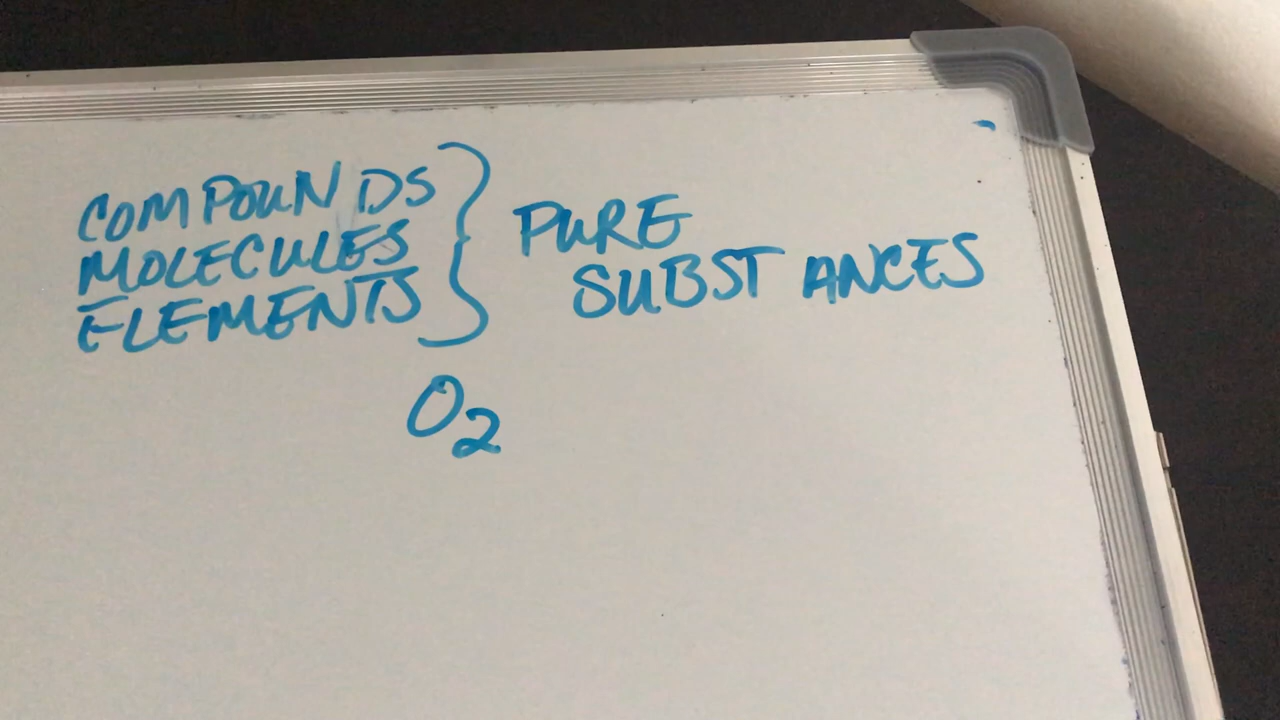 COMPOUNDS
MOLECULES
ELEMENTS
PURE
SUBSTANCES
O2